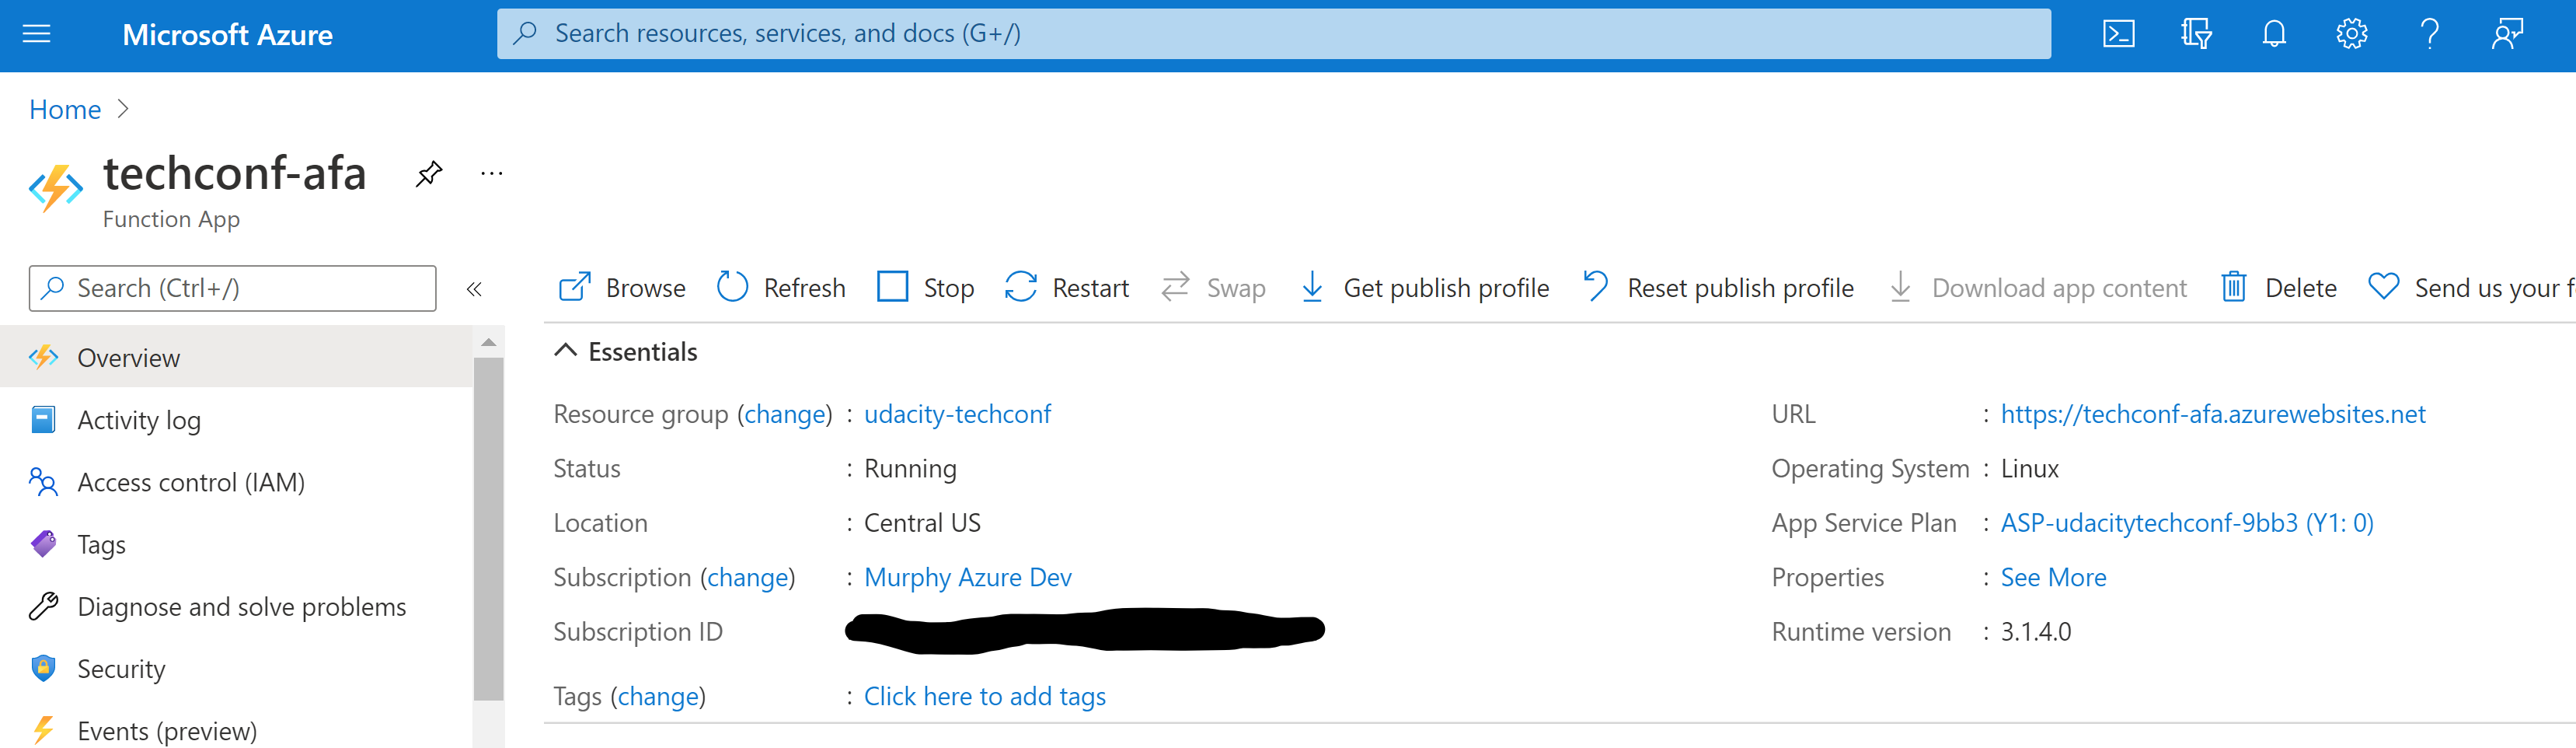 Microsoft Azure
Search resources, services, and docs (G+/)
Home
techconf-afa
Function App
Search (Ctrl+/)
Browse
Refresh
Stop
Restart
Swap
Get publish profile
Reset publish profile
Download app content
Delete
Send us your f
Overview
Activity log
Access control (IAM)
Tags
Diagnose and solve problems
Security
Events (preview)
Essentials
Resource group (change) : udacity-techconf
Status : Running
Location : Central US
Subscription (change) : Murphy Azure Dev
Subscription ID
Tags (change) : Click here to add tags
URL : https://techconf-afa.azurewebsites.net
Operating System : Linux
App Service Plan : ASP-udacitytechconf-9bb3 (Y1: 0)
Properties : See More
Runtime version : 3.1.4.0